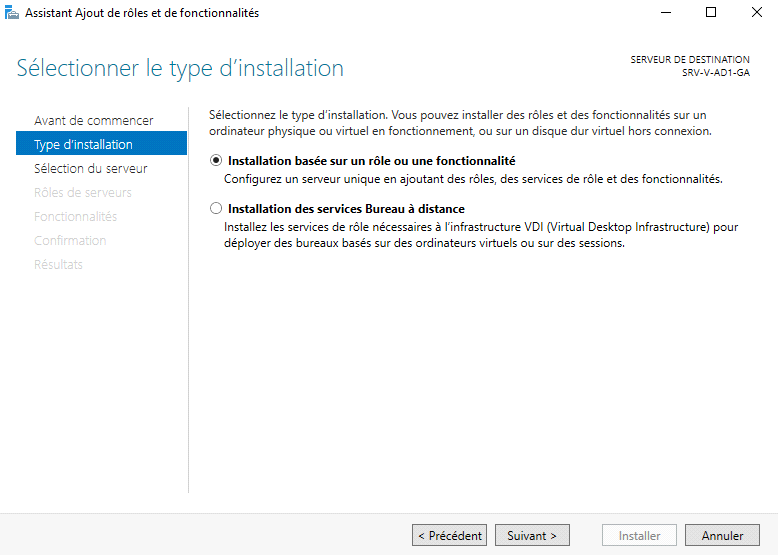 Assistant Ajout de rôles et de fonctionnalités
Sélectionner le type d'installation
SERVEUR DE DESTINATION
SRV-V-AD1-GA
Avant de commencer
Type d'installation
Sélection du serveur
Rôles de serveurs
Fonctionnalités
Confirmation
Résultats
Sélectionnez le type d'installation. Vous pouvez installer des rôles et des fonctionnalités sur un
ordinateur physique ou virtuel en fonctionnement, ou sur un disque dur virtuel hors connexion.
Installation basée sur un rôle ou une fonctionnalité
Configurez un serveur unique en ajoutant des rôles, des services de rôle et des fonctionnalités.
Installation des services Bureau à distance
Installez les services de rôle nécessaires à l'infrastructure VDI (Virtual Desktop Infrastructure) pour
déployer des bureaux basés sur des ordinateurs virtuels ou sur des sessions.
< Précédent
Suivant >
Installer
Annuler